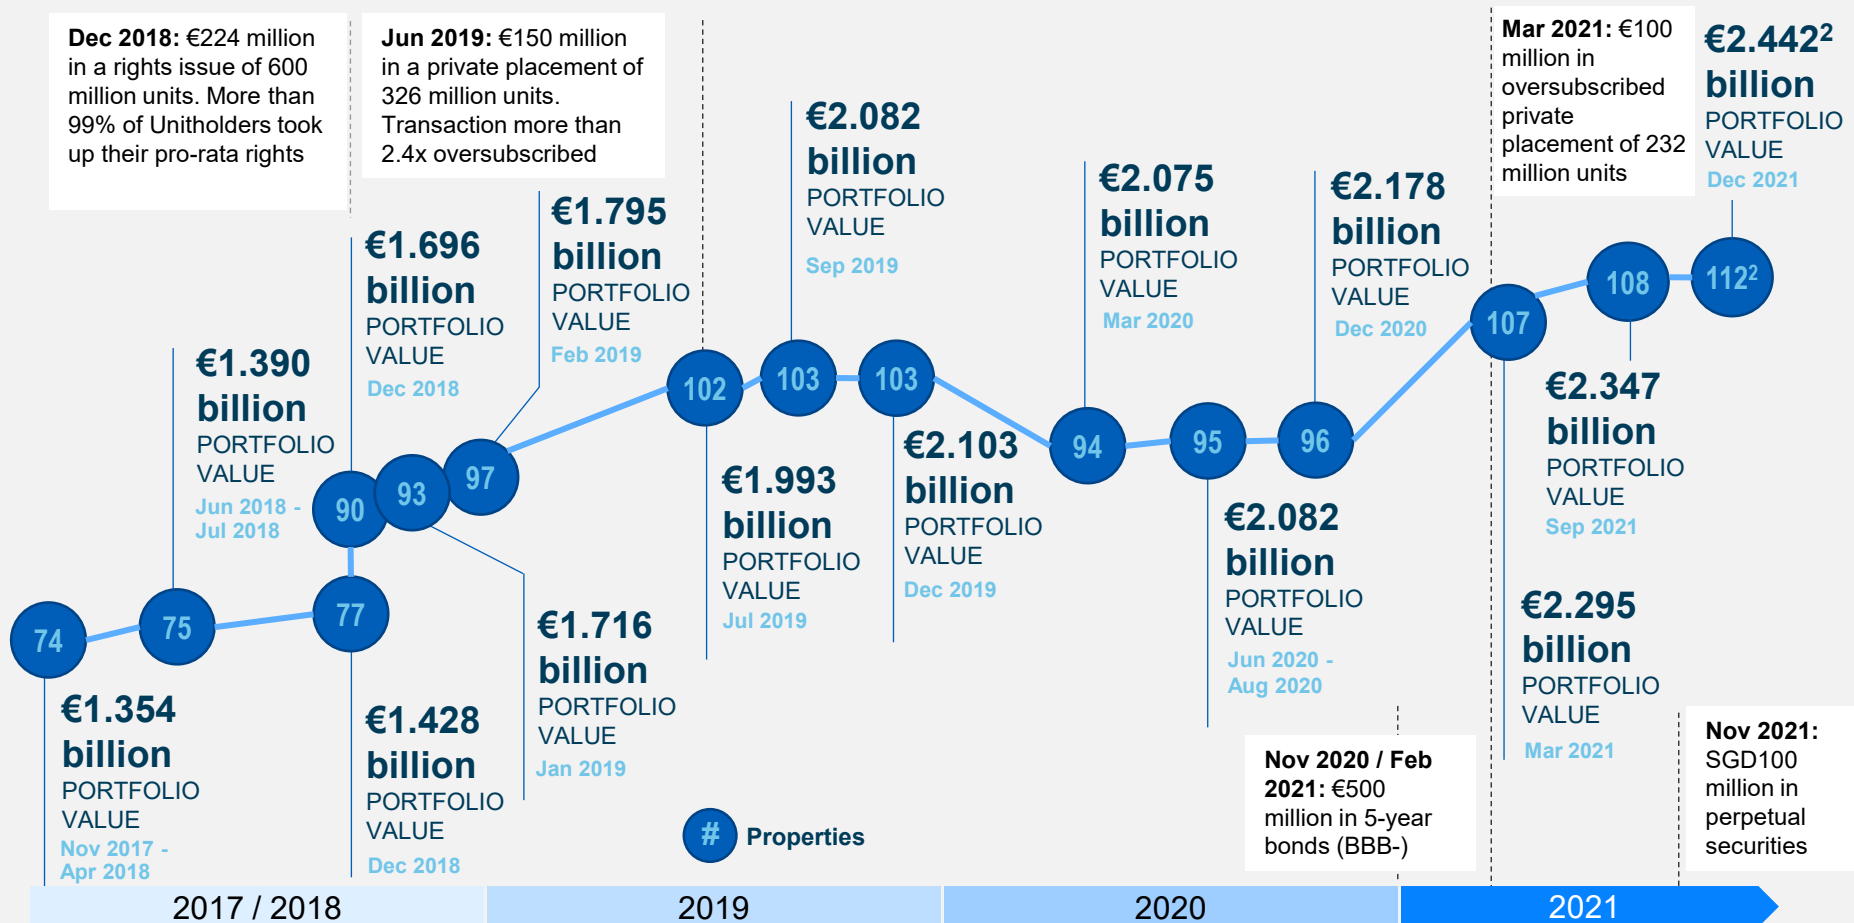 Dec 2018: €224 million
in a rights issue of 600
million units. More than
99% of Unitholders took
up their pro-rata rights
Jun 2019: €150 million
in a private placement of
326 million units.
Transaction more than
2.4x oversubscribed
Mar 2021: €100
million in
oversubscribed
private
placement of 232
million units
€2.442²
billion
PORTFOLIO
VALUE
Dec 2021
€2.082
billion
PORTFOLIO
VALUE
Sep 2019
€2.075
billion
PORTFOLIO
VALUE
Mar 2020
€2.178
billion
PORTFOLIO
VALUE
Dec 2020
€1.795
billion
PORTFOLIO
VALUE
Feb 2019
€1.696
billion
PORTFOLIO
VALUE
Dec 2018
€1.390
billion
PORTFOLIO
VALUE
Jun 2018 -
Jul 2018
74
75
77
90
93
97
102
103
103
94
95
96
107
108
112²
€1.354
billion
PORTFOLIO
VALUE
Nov 2017 -
Apr 2018
€1.428
billion
PORTFOLIO
VALUE
Dec 2018
€1.716
billion
PORTFOLIO
VALUE
Jan 2019
€1.993
billion
PORTFOLIO
VALUE
Jul 2019
€2.103
billion
PORTFOLIO
VALUE
Dec 2019
€2.082
billion
PORTFOLIO
VALUE
Jun 2020 -
Aug 2020
€2.347
billion
PORTFOLIO
VALUE
Sep 2021
€2.295
billion
PORTFOLIO
VALUE
Mar 2021
# Properties
Nov 2020 / Feb
2021: €500
million in 5-year
bonds (BBB-)
Nov 2021:
SGD100
million in
perpetual
securities
2017 / 2018
2019
2020
2021